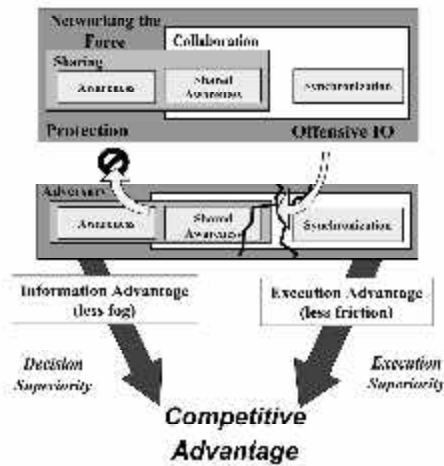 Networking the
Force
Collaboration
Sharing
Awareness
Shared
Awareness
Synchronization
Protection
Offensive IO
Adversary
Awareness
Shared
Awareness
Synchronization
Information Advantage
(less fog)
Execution Advantage
(less friction)
Decision
Superiority
Execution
Superiority
Competitive
Advantage